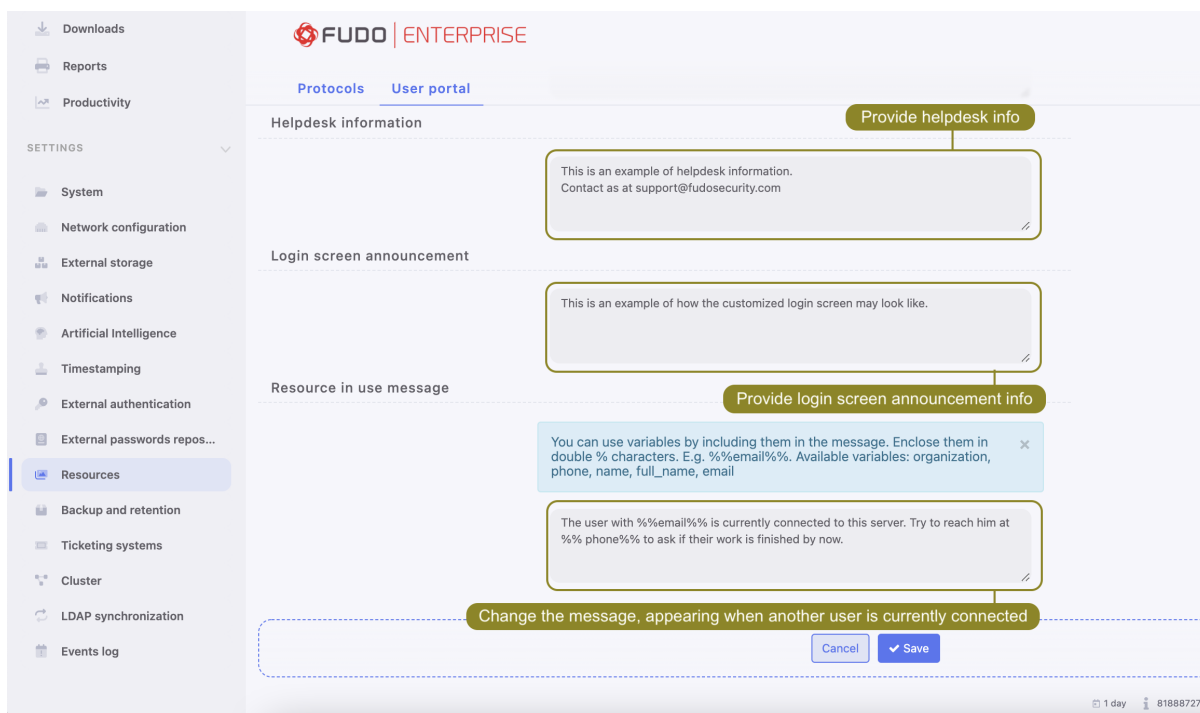 Downloads
Reports
Productivity
SETTINGS
System
Network configuration
External storage
Notifications
Artificial Intelligence
Timestamping
External authentication
External passwords repos...
Resources
Backup and retention
Ticketing systems
Cluster
LDAP synchronization
Events log
FUDO ENTERPRISE
Protocols User portal
Helpdesk information
Provide helpdesk info
This is an example of helpdesk information.
Contact as at support@fudosecurity.com
Login screen announcement
This is an example of how the customized login screen may look like.
Provide login screen announcement info
Resource in use message
You can use variables by including them in the message. Enclose them in
double % characters. E.g. %%email%%. Available variables: organization,
phone, name, full_name, email
The user with %%email%% is currently connected to this server. Try to reach him at
%% phone%% to ask if their work is finished by now.
Change the message, appearing when another user is currently connected
Cancel Save
1 day 81888727